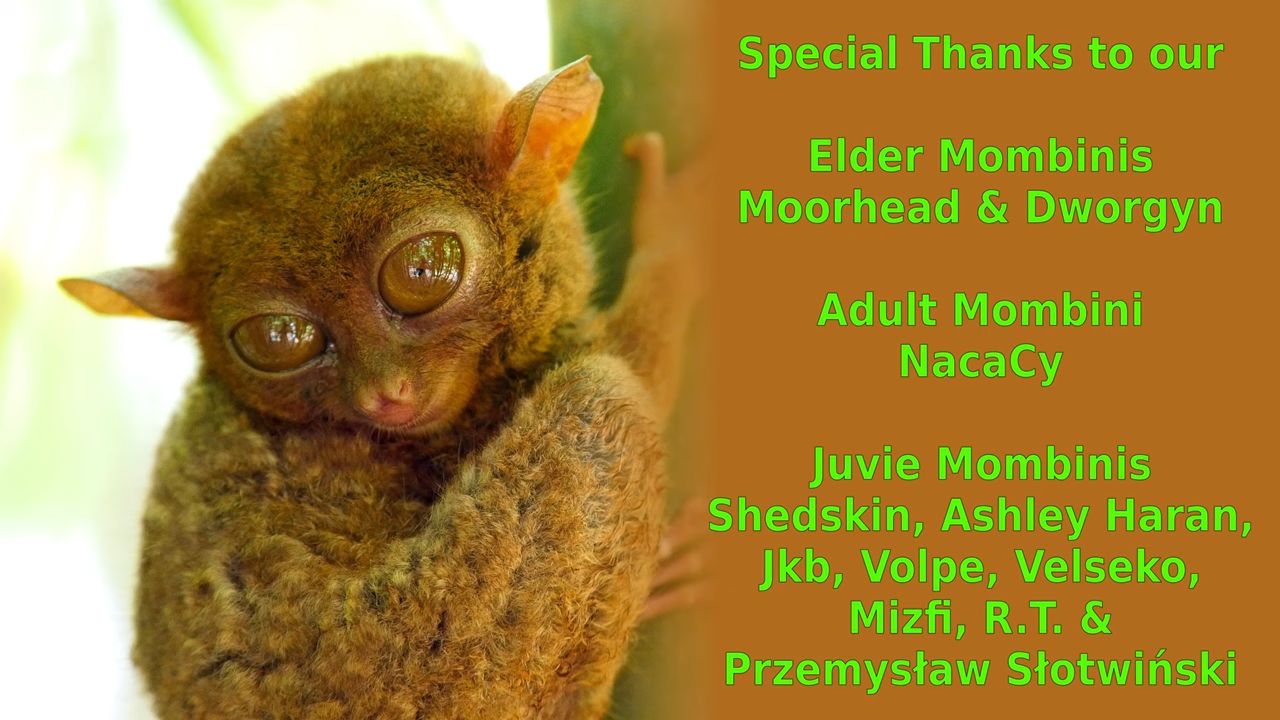 Special Thanks to our
Elder Mombinis
Moorhead & Dworgyn
Adult Mombini
NacaCy
Juvie Mombinis
Shedskin, Ashley Haran,
Jkb, Volpe, Velseko,
Mizfi, R.T. &
Przemysław Słotwiński